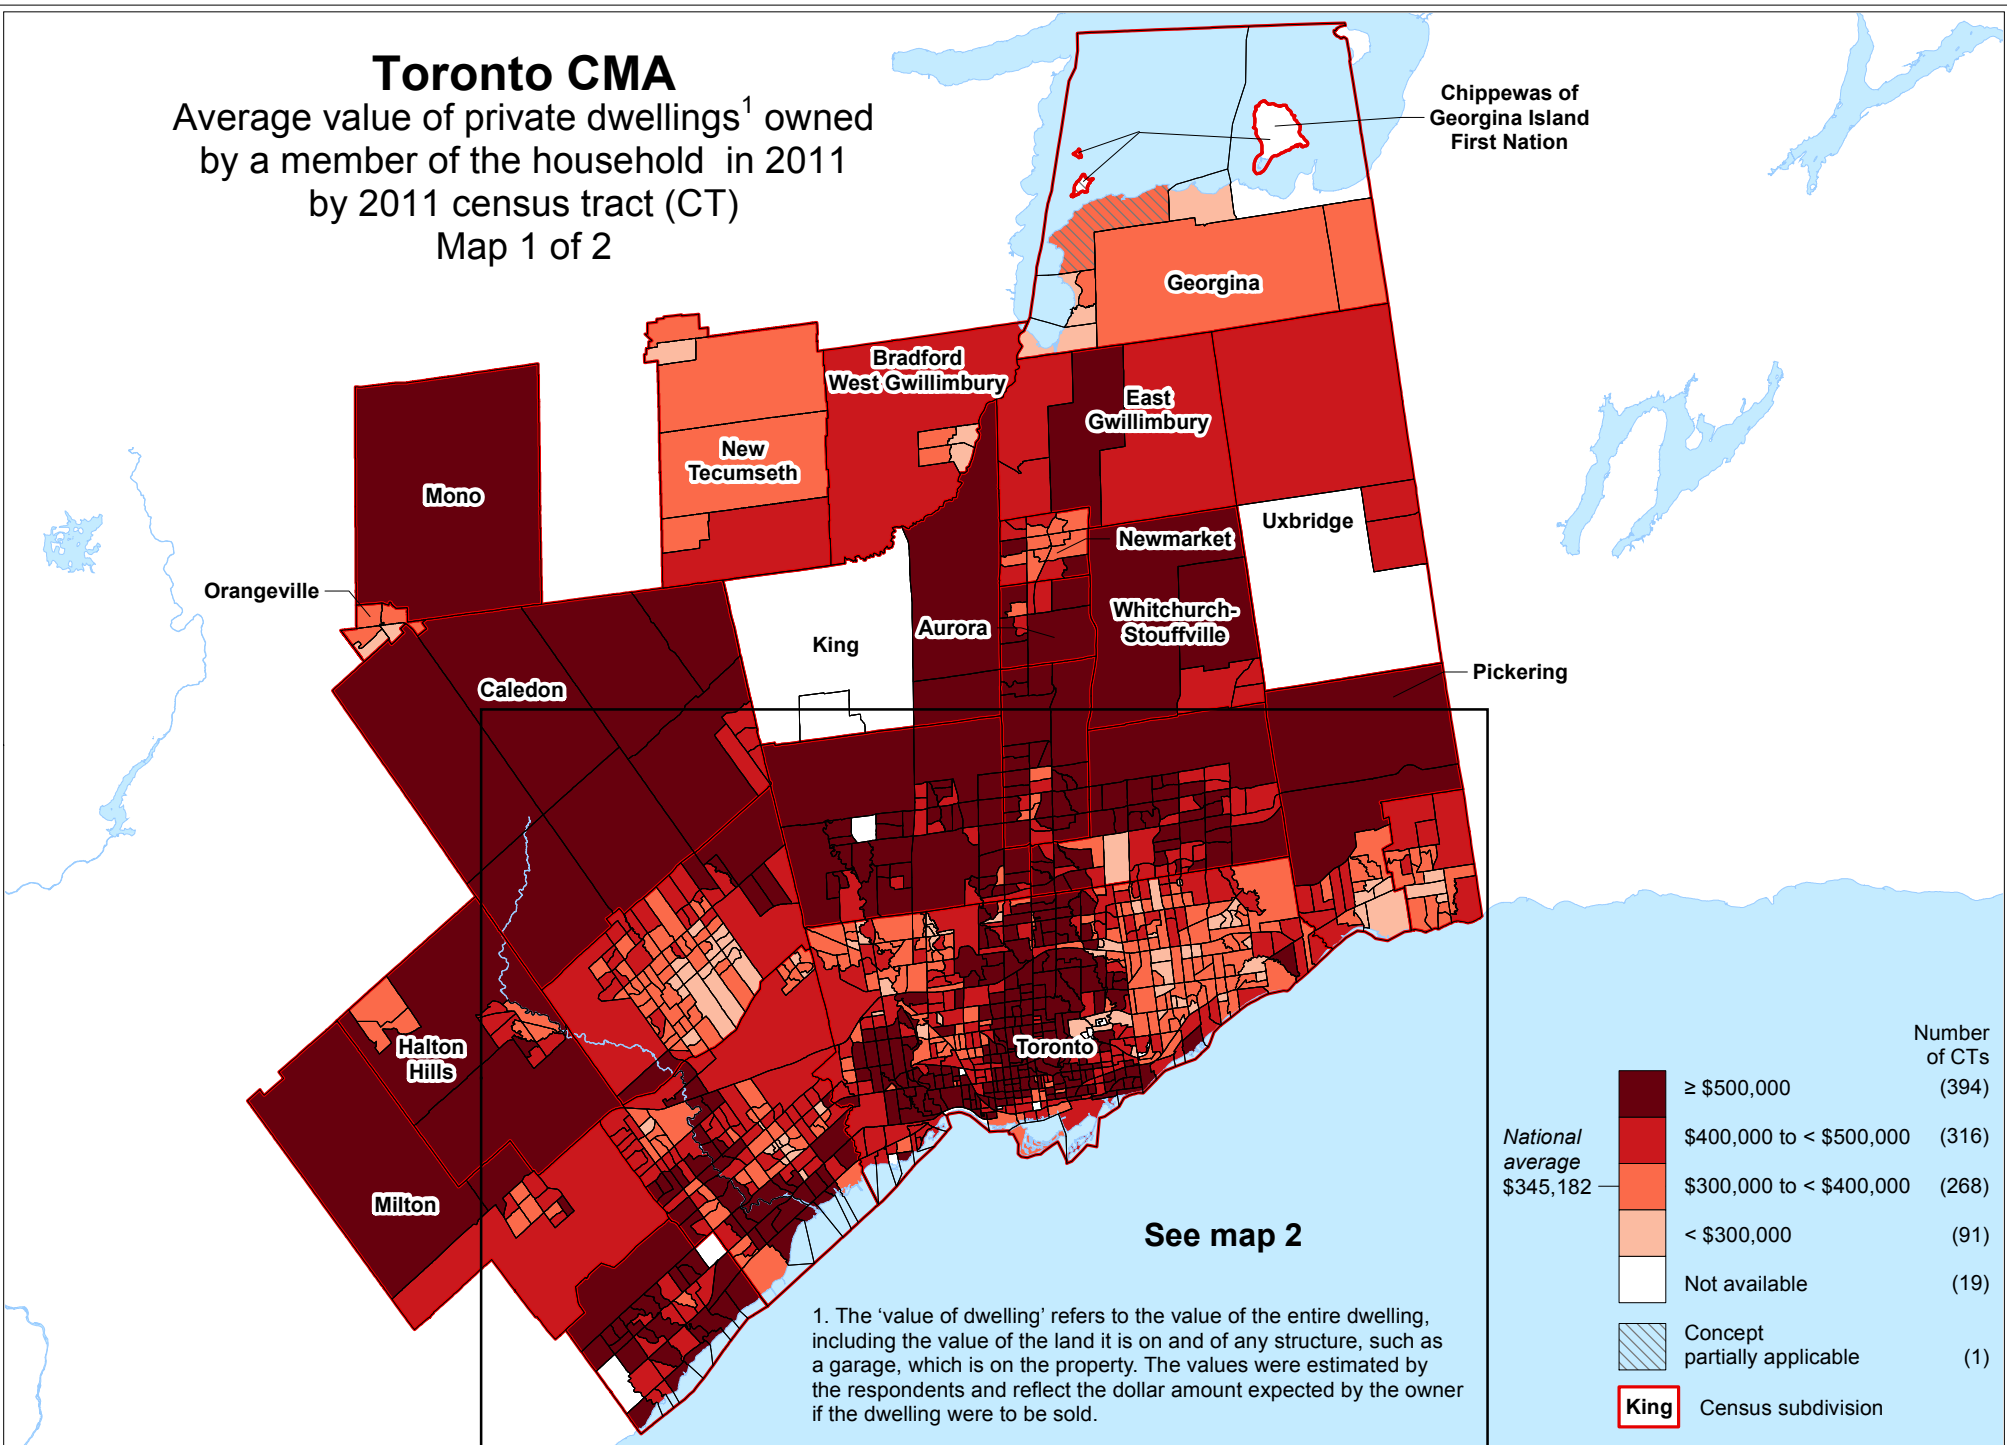 Toronto CMA
Average value of private dwellings¹ owned
by a member of the household in 2011
by 2011 census tract (CT)
Map 1 of 2
Chippewas of
Georgina Island
First Nation
Georgina
Bradford
West Gwillimbury
East
Gwillimbury
New
Tecumseth
Mono
Uxbridge
Newmarket
Orangeville
Whitchurch-
Stouffville
Aurora
King
Pickering
Caledon
Halton
Hills
Toronto
Milton
See map 2
1. The ‘value of dwelling’ refers to the value of the entire dwelling,
including the value of the land it is on and of any structure, such as
a garage, which is on the property. The values were estimated by
the respondents and reflect the dollar amount expected by the owner
if the dwelling were to be sold.
Number
of CTs
≥ $500,000 (394)
$400,000 to < $500,000 (316)
National
average
$345,182
$300,000 to < $400,000 (268)
< $300,000 (91)
Not available (19)
Concept
partially applicable (1)
King Census subdivision